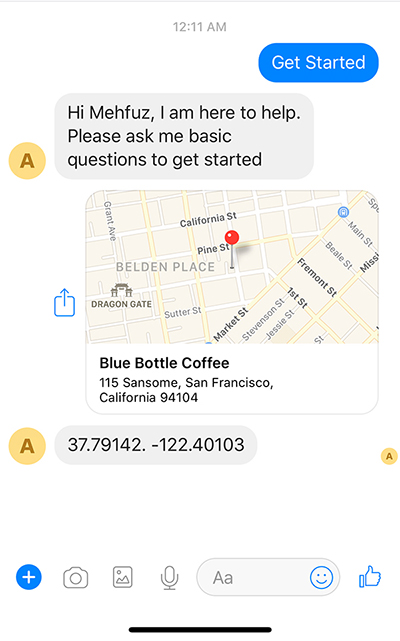 12:11 AM
Get Started
Hi Mehfuz, I am here to help.
Please ask me basic
questions to get started
A
Grant Ave
California St
Spe
Main St
Pine St
Beale St
Missi
BELDEN PLACE
Fremont St
DRAGON GATE
1st St
Sutter St
Market St
Stevenson St
Jessie St
Blue Bottle Coffee
115 Sansome, San Francisco,
California 94104
A
37.79142. -122.40103
A
Aa